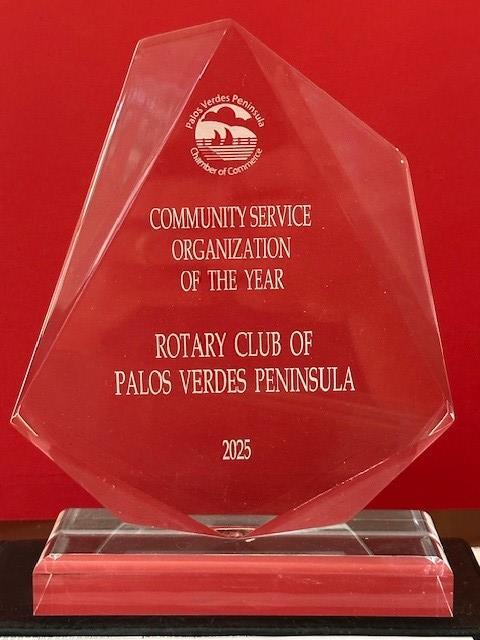 Palos Verdes Peninsula
Chamber of Commerce
COMMUNITY SERVICE
ORGANIZATION
OF THE YEAR
ROTARY CLUB OF
PALOS VERDES PENINSULA
2025